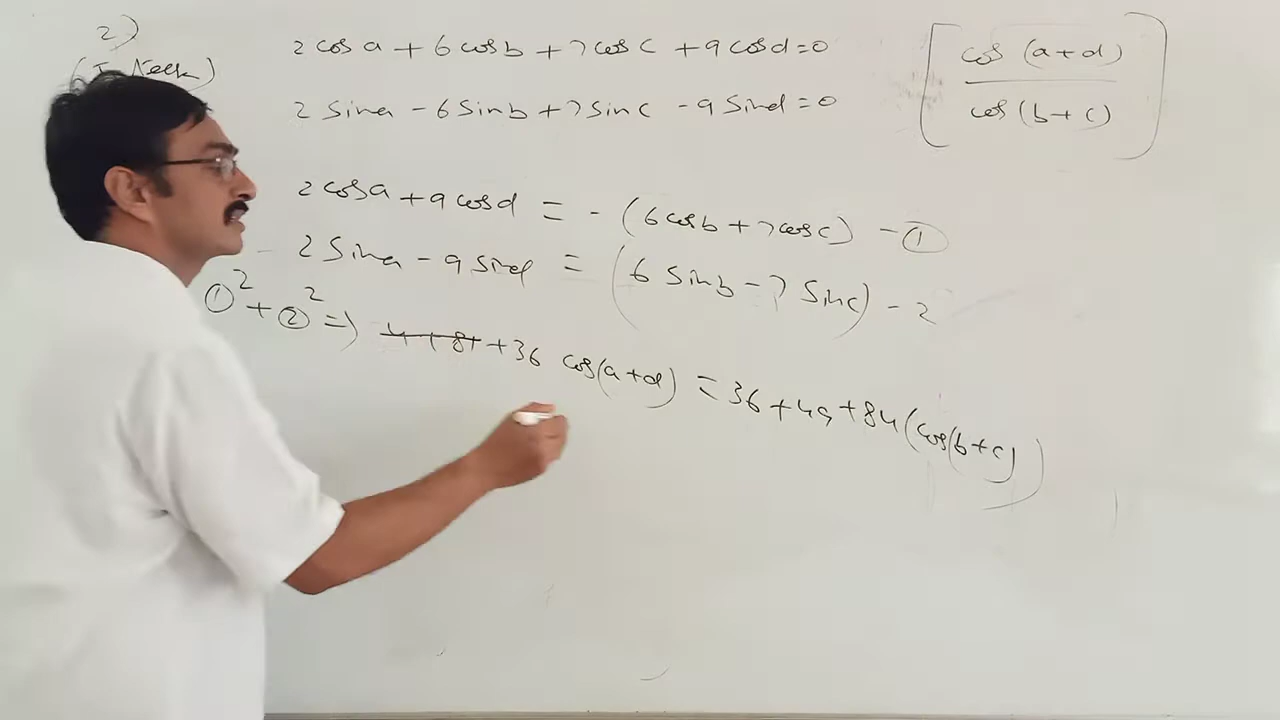 2)
2 cos a + 6 cos b + 7 cos c + 9 cos d = 0
2 sin a - 6 sin b + 7 sin c - 9 sin d = 0
[cos (a+d) / cos (b+c)]
2 cos a + 9 cos d = - (6 cos b + 7 cos c) - ①
2 sin a - 9 sin d = (6 sin b - 7 sin c) - 2
①² + ②² => 4 + 81 + 36 cos(a+d) = 36 + 49 + 84 (cos(b+c))